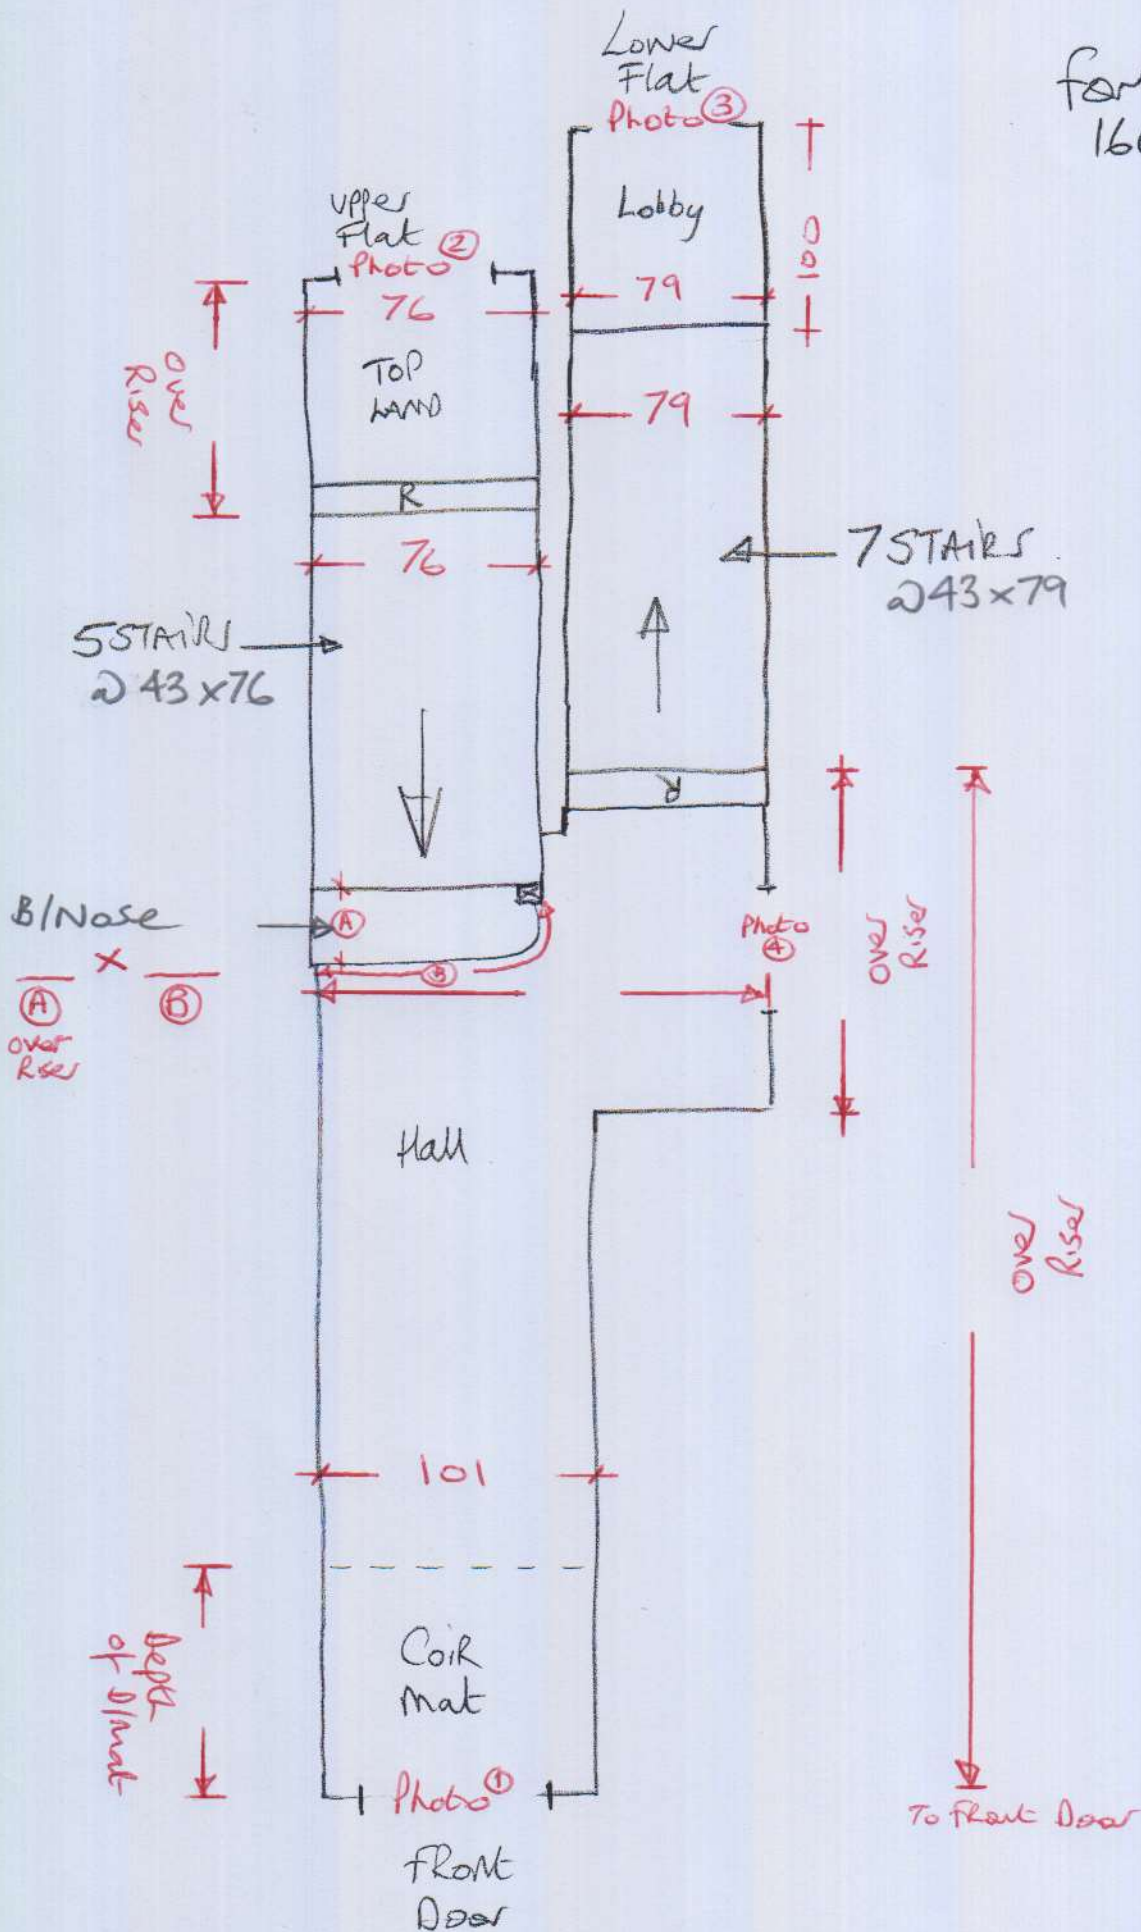 Lower
Flat
Photo ③
Lobby
100
79
79
upper
Flat
Photo ②
76
TOP
LAND
Over
Riser
R
76
7 STAIRS
@ 43 x 79
5 STAIRS
@ 43 x 76
R
B/Nose
A
x
B
over
Riser
A
B
Photo
④
Over
Riser
Hall
Over
Riser
101
Depth
of D/mat
CoiR
Mat
Photo ①
fRont
Door
To fRont Door